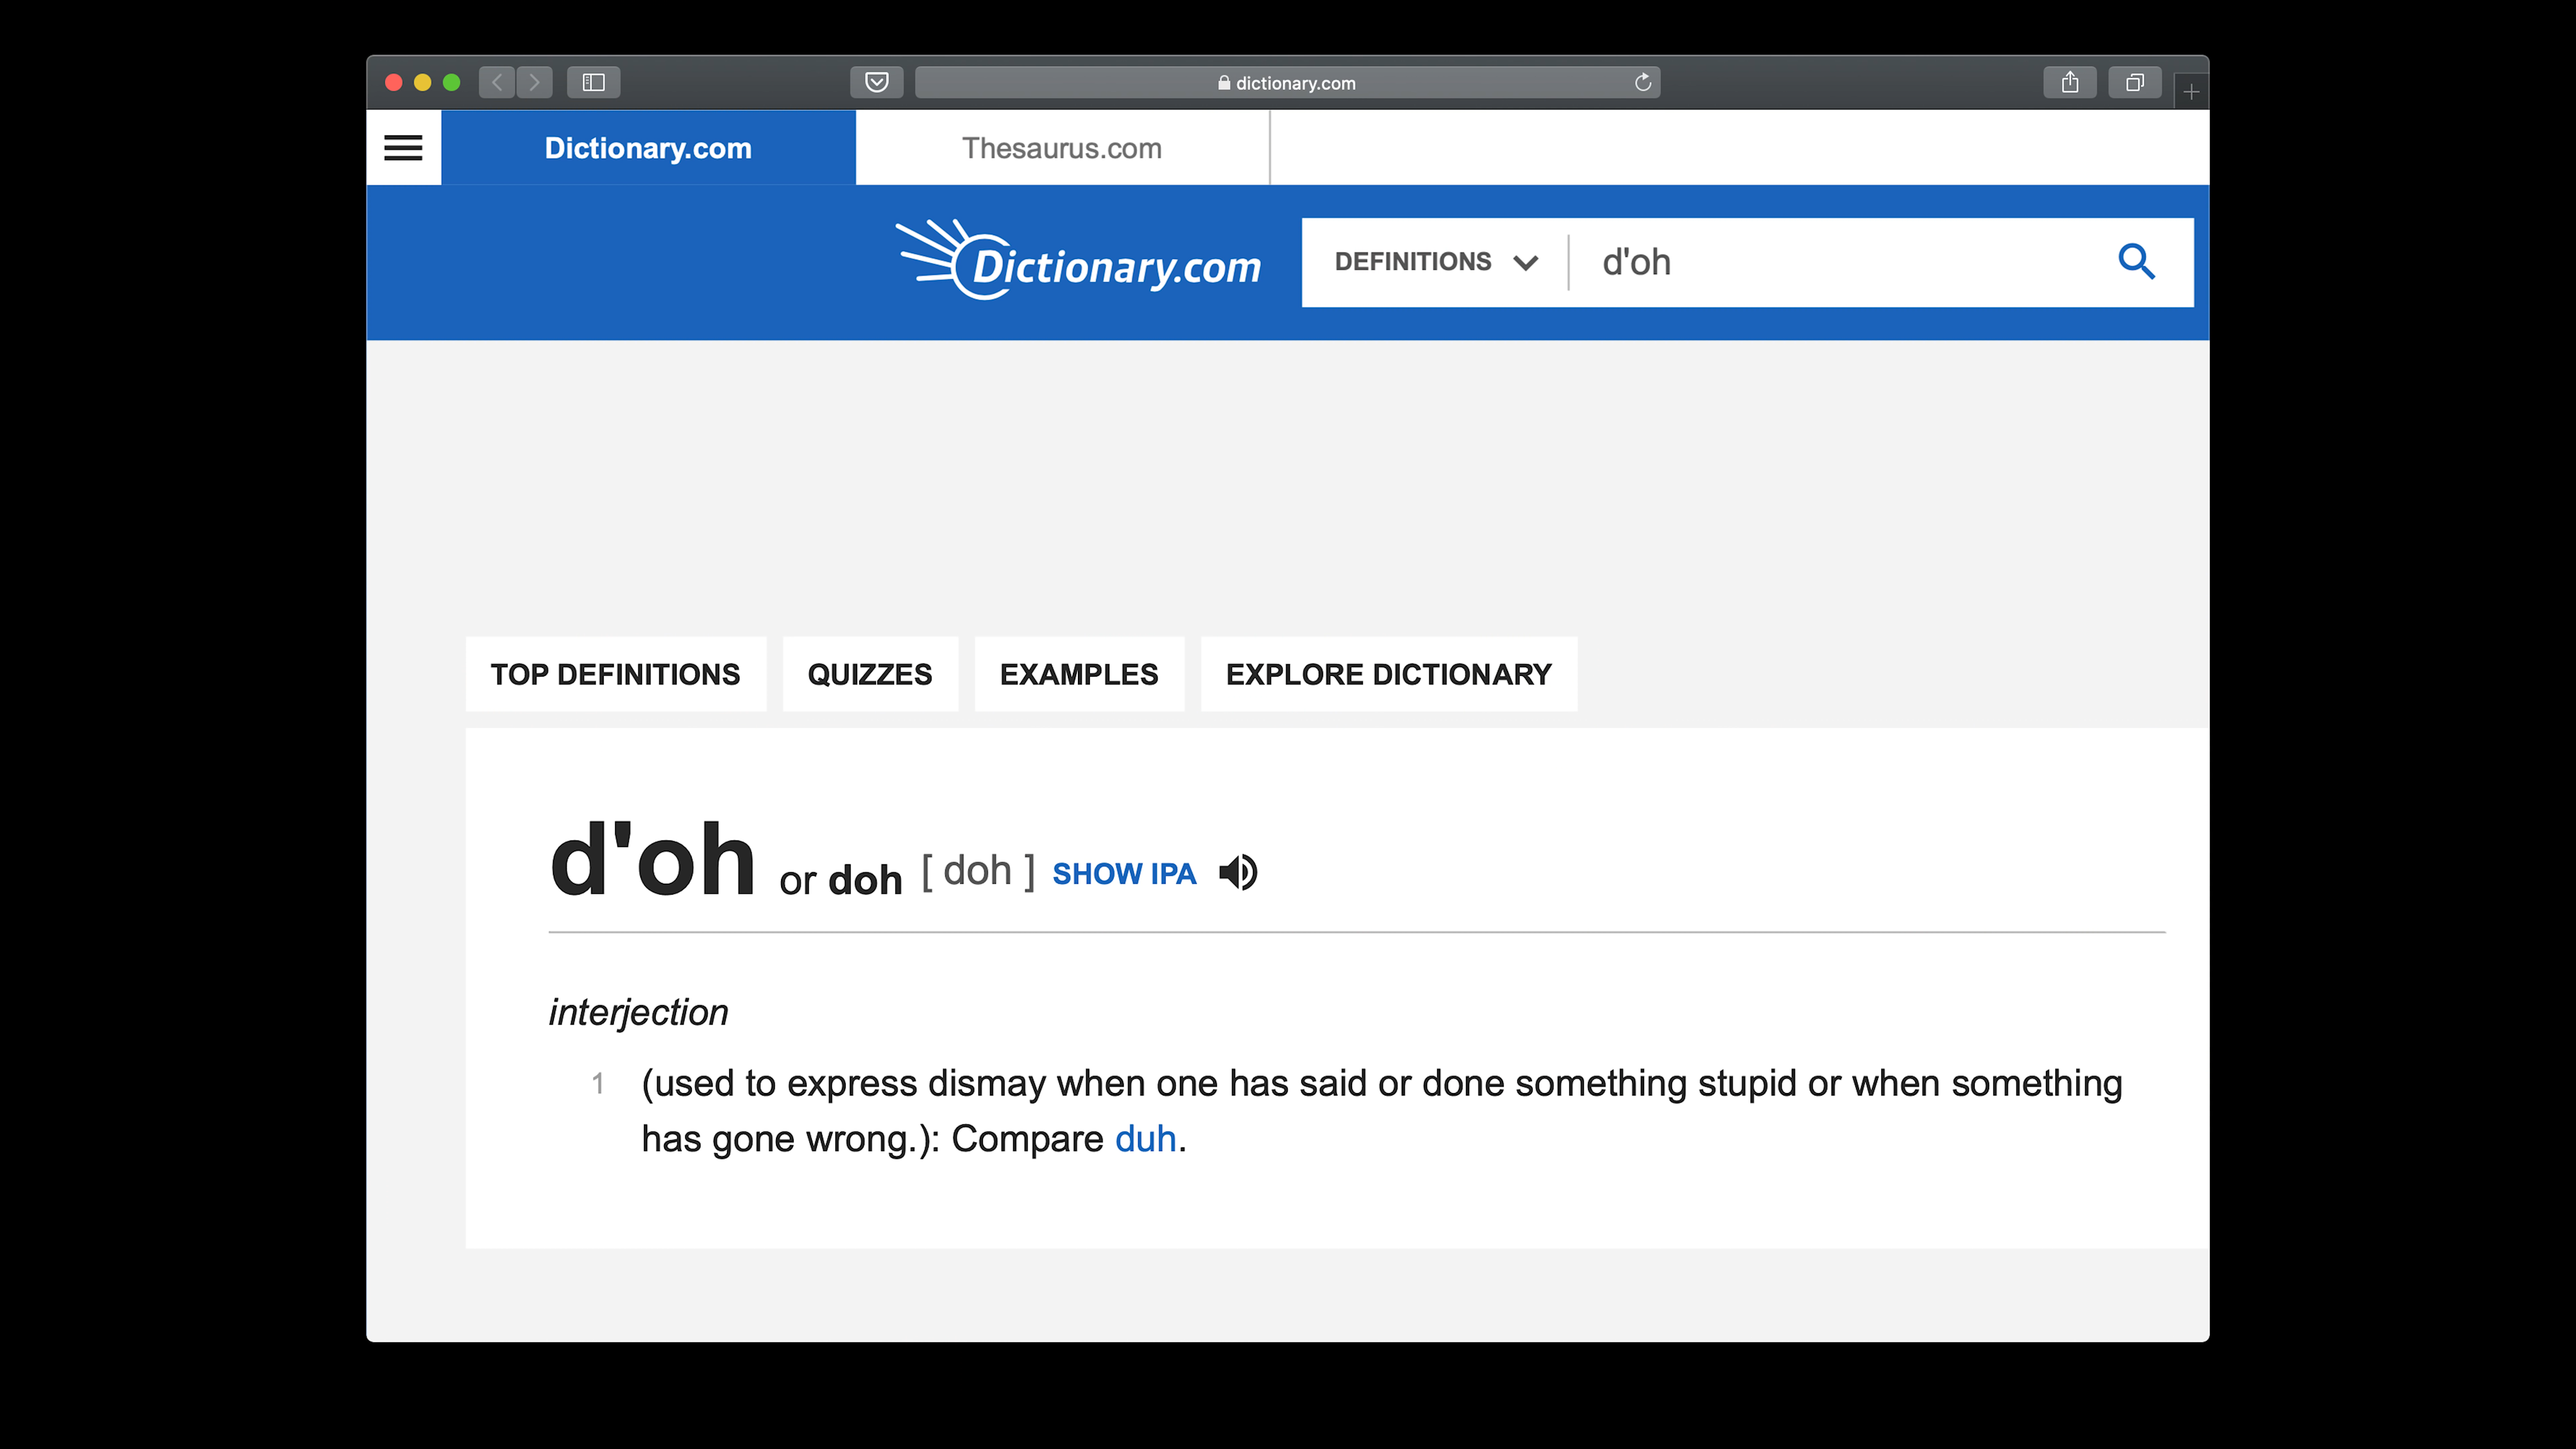 dictionary.com
Dictionary.com
Thesaurus.com
Dictionary.com
DEFINITIONS
d'oh
TOP DEFINITIONS
QUIZZES
EXAMPLES
EXPLORE DICTIONARY
d'oh or doh [ doh ] SHOW IPA
interjection
1 (used to express dismay when one has said or done something stupid or when something
has gone wrong.): Compare duh.